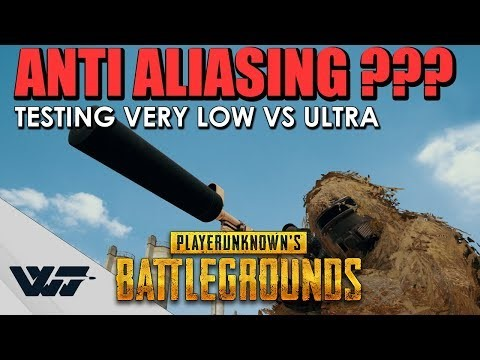 ANTI ALIASING ???
TESTING VERY LOW VS ULTRA
PLAYERUNKNOWN'S
BATTLEGROUNDS
WGT